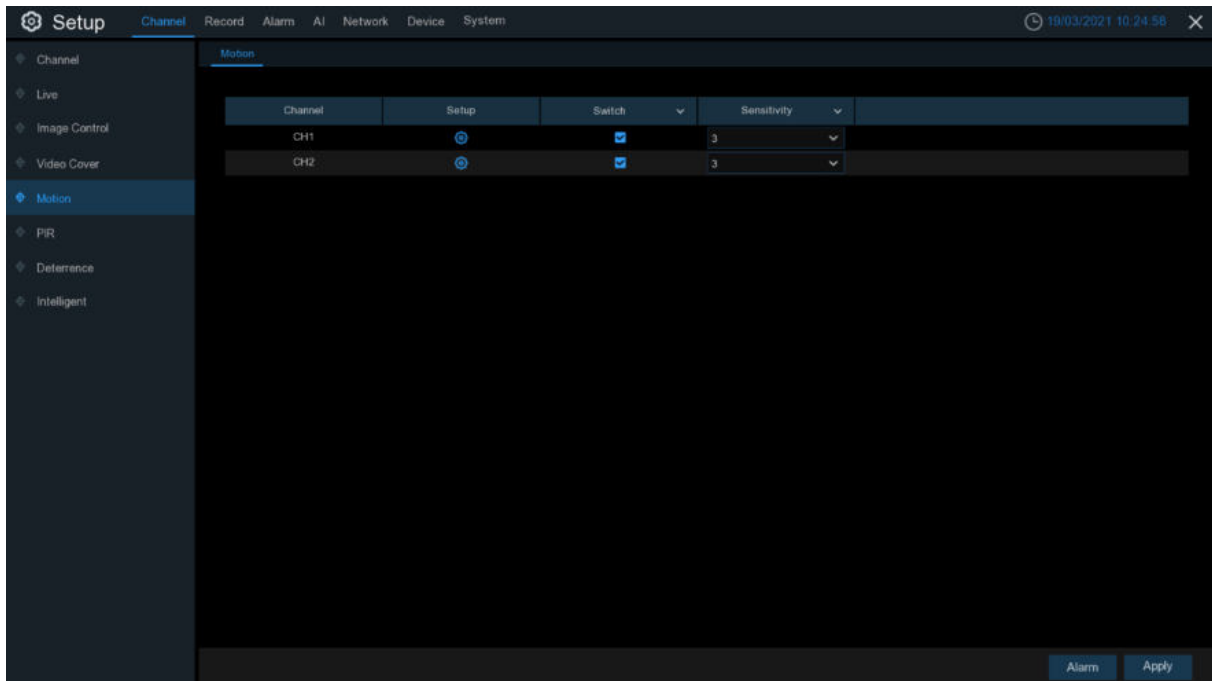 Setup Channel Record Alarm AI Network Device System 19/03/2021 10:24:58
Channel
Live
Image Control
Video Cover
Motion
PIR
Deterrence
Intelligent
Motion
Channel Setup Switch Sensitivity
CH1 3
CH2 3
Alarm Apply